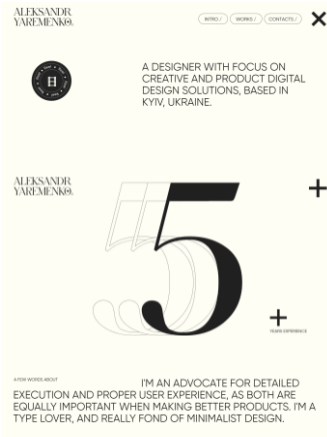 ALEKSANDR
YAREMENKO.
INTRO /
WORKS /
CONTACTS /
A DESIGNER WITH FOCUS ON
CREATIVE AND PRODUCT DIGITAL
DESIGN SOLUTIONS, BASED IN
KYIV, UKRAINE.
ALEKSANDR
YAREMENKO.
5
+
YEARS EXPERIENCE
A FEW WORDS ABOUT
I'M AN ADVOCATE FOR DETAILED
EXECUTION AND PROPER USER EXPERIENCE, AS BOTH ARE
EQUALLY IMPORTANT WHEN MAKING BETTER PRODUCTS. I'M A
TYPE LOVER, AND REALLY FOND OF MINIMALIST DESIGN.